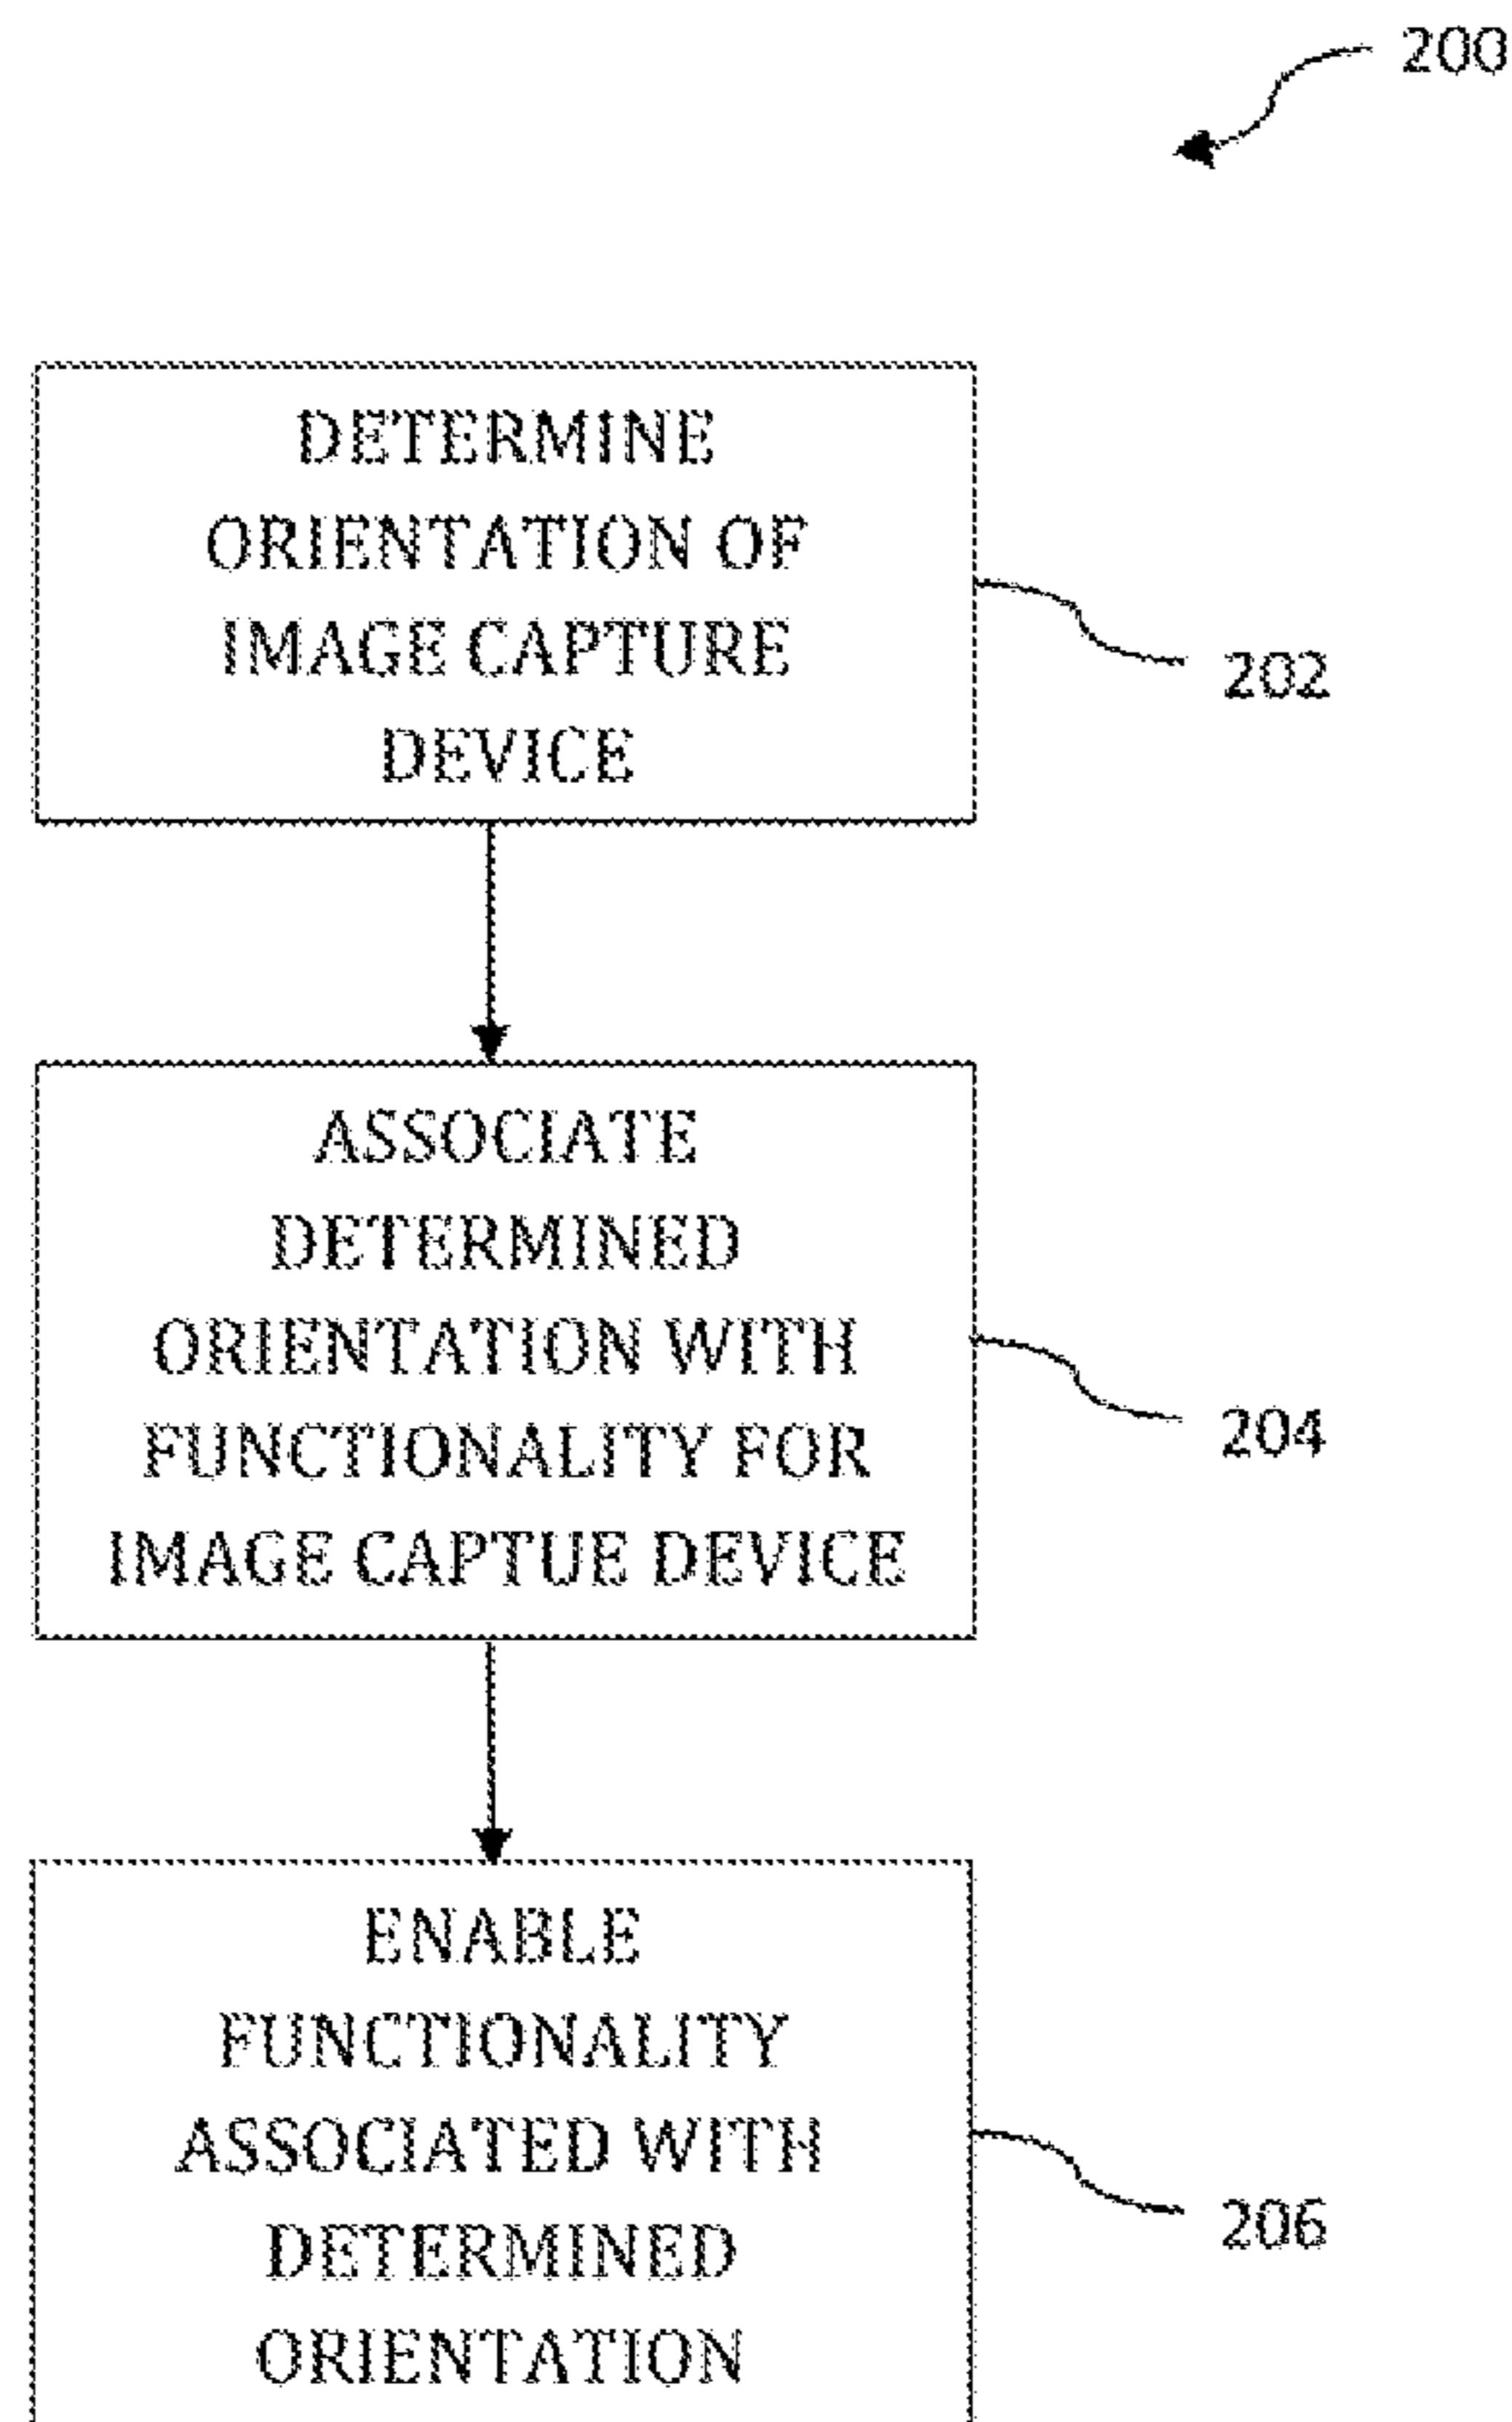 200
DETERMINE
ORIENTATION OF
IMAGE CAPTURE
DEVICE
202
ASSOCIATE
DETERMINED
ORIENTATION WITH
FUNCTIONALITY FOR
IMAGE CAPTUE DEVICE
204
ENABLE
FUNCTIONALITY
ASSOCIATED WITH
DETERMINED
ORIENTATION
206